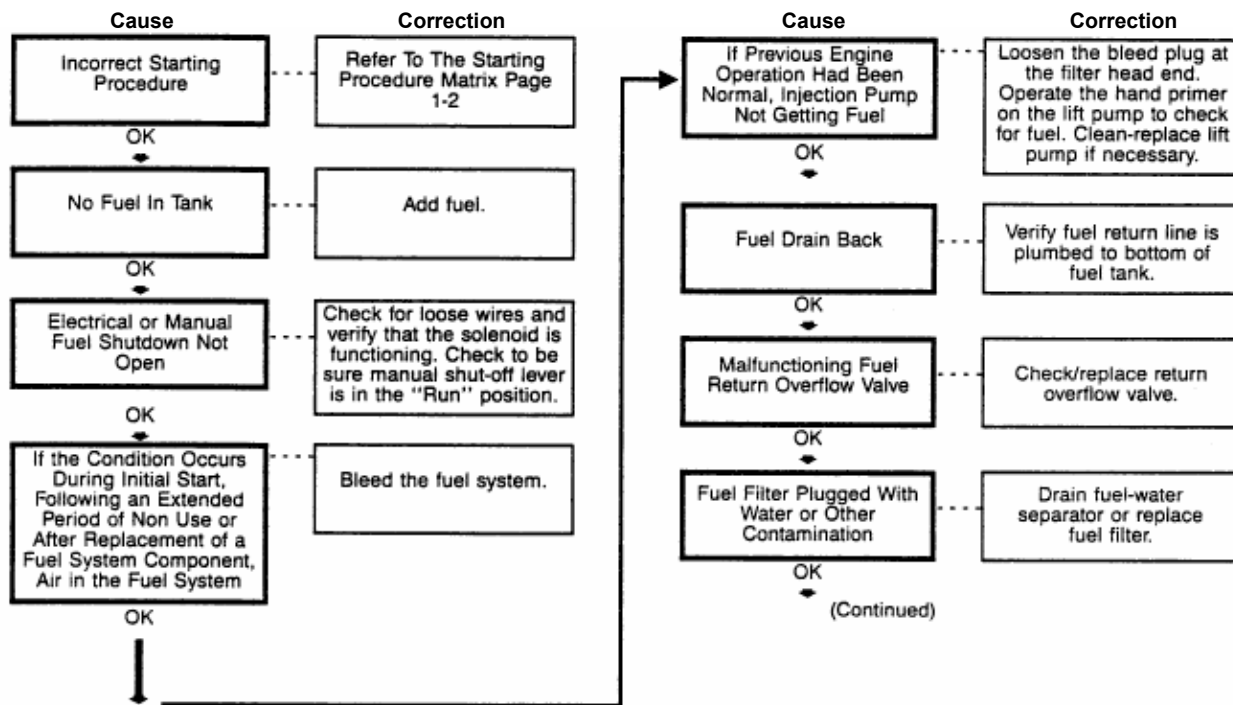 Cause
Correction
Incorrect Starting
Procedure
Refer To The Starting
Procedure Matrix Page
1-2
OK
No Fuel In Tank
Add fuel.
OK
Electrical or Manual
Fuel Shutdown Not
Open
Check for loose wires and
verify that the solenoid is
functioning. Check to be
sure manual shut-off lever
is in the "Run" position.
OK
If the Condition Occurs
During Initial Start,
Following an Extended
Period of Non Use or
After Replacement of a
Fuel System Component,
Air in the Fuel System
Bleed the fuel system.
OK
Cause
Correction
If Previous Engine
Operation Had Been
Normal, Injection Pump
Not Getting Fuel
Loosen the bleed plug at
the filter head end.
Operate the hand primer
on the lift pump to check
for fuel. Clean-replace lift
pump if necessary.
OK
Fuel Drain Back
Verify fuel return line is
plumbed to bottom of
fuel tank.
OK
Malfunctioning Fuel
Return Overflow Valve
Check/replace return
overflow valve.
OK
Fuel Filter Plugged With
Water or Other
Contamination
Drain fuel-water
separator or replace
fuel filter.
OK
(Continued)